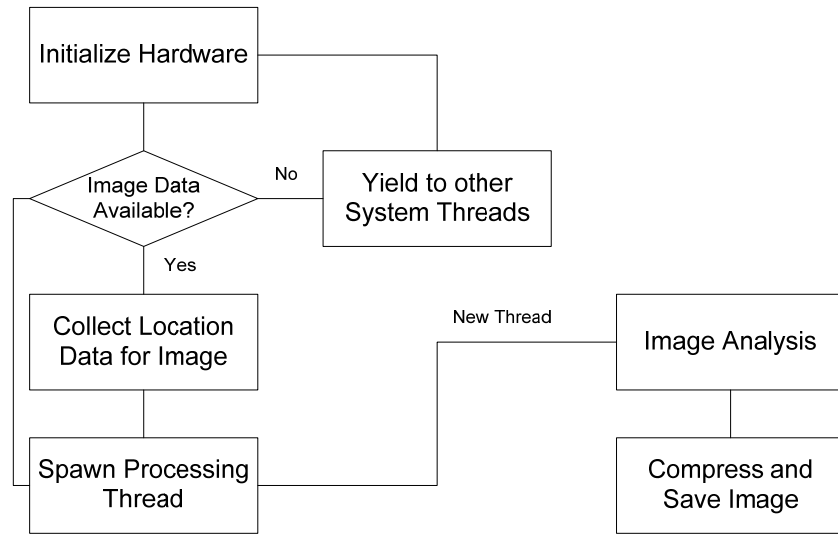 Initialize Hardware
Image Data
Available?
No
Yield to other
System Threads
Yes
Collect Location
Data for Image
New Thread
Image Analysis
Spawn Processing
Thread
Compress and
Save Image